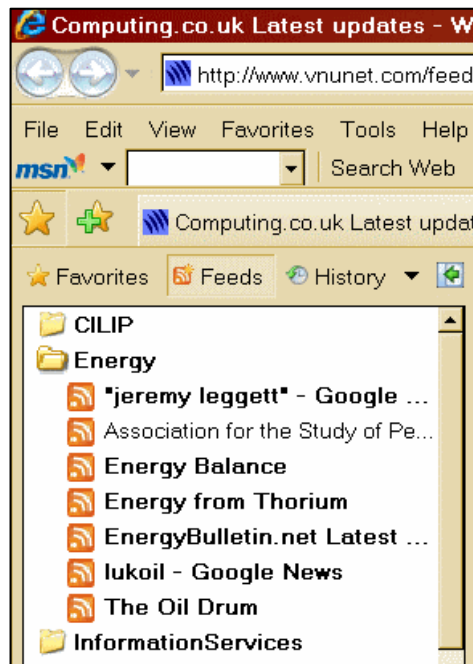 Computing.co.uk Latest updates - W
http://www.vnunet.com/feed
File Edit View Favorites Tools Help
msn Search Web
Computing.co.uk Latest updat
Favorites Feeds History
CILIP
Energy
"jeremy leggett" - Google ...
Association for the Study of Pe...
Energy Balance
Energy from Thorium
EnergyBulletin.net Latest ...
lukoil - Google News
The Oil Drum
InformationServices